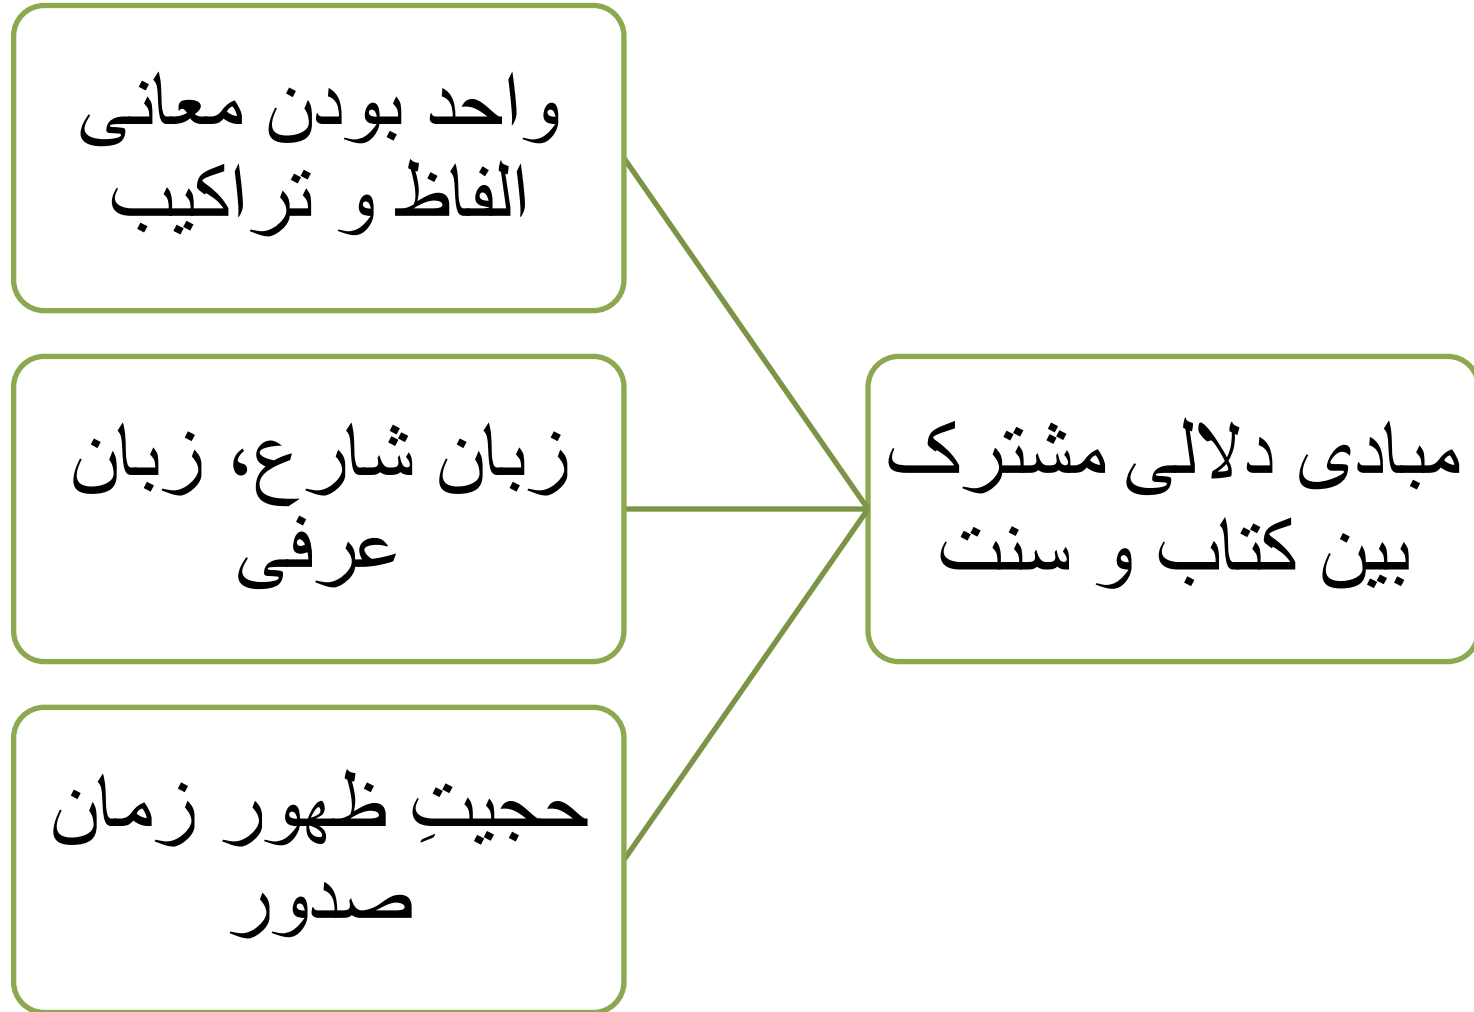 مبادی دلالی مشترک
بین کتاب و سنت
واحد بودن معانی
الفاظ و تراکیب
زبان شارع، زبان
عرفی
حجیتِ ظهور زمان
صدور